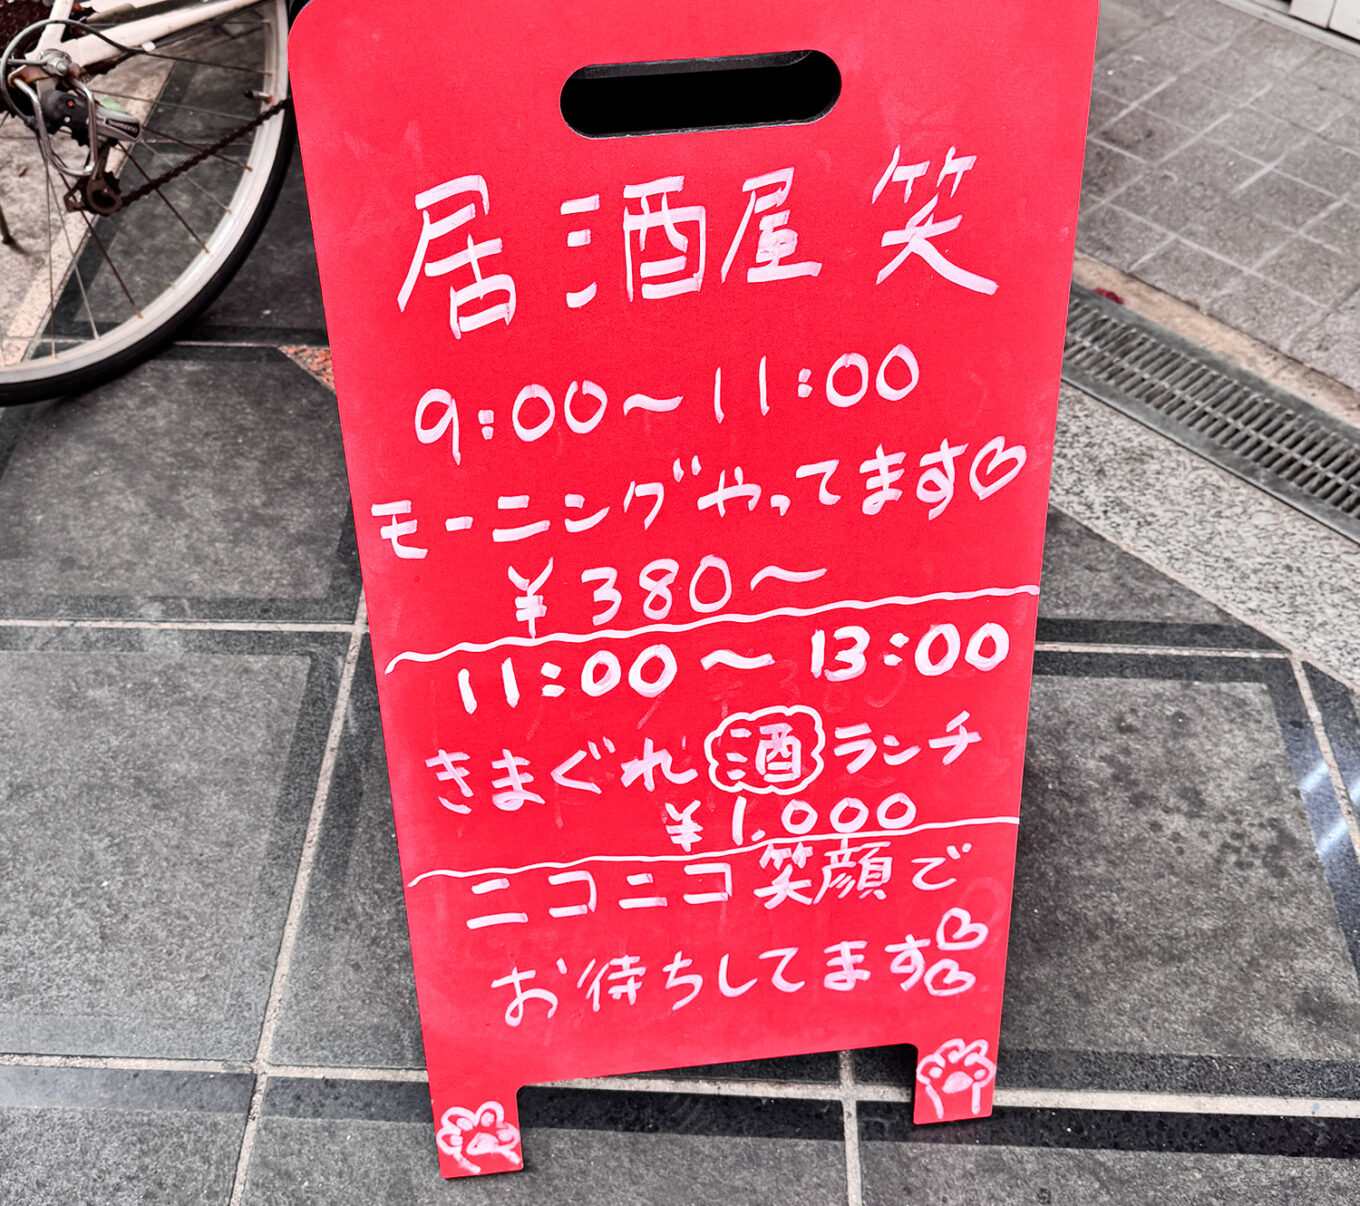 居酒屋 笑
9:00〜11:00
モーニングやってます♡
¥380〜
11:00〜13:00
きまぐれ酒ランチ
¥1,000
ニコニコ笑顔で
お待ちしてます♡♡
SHIMANO